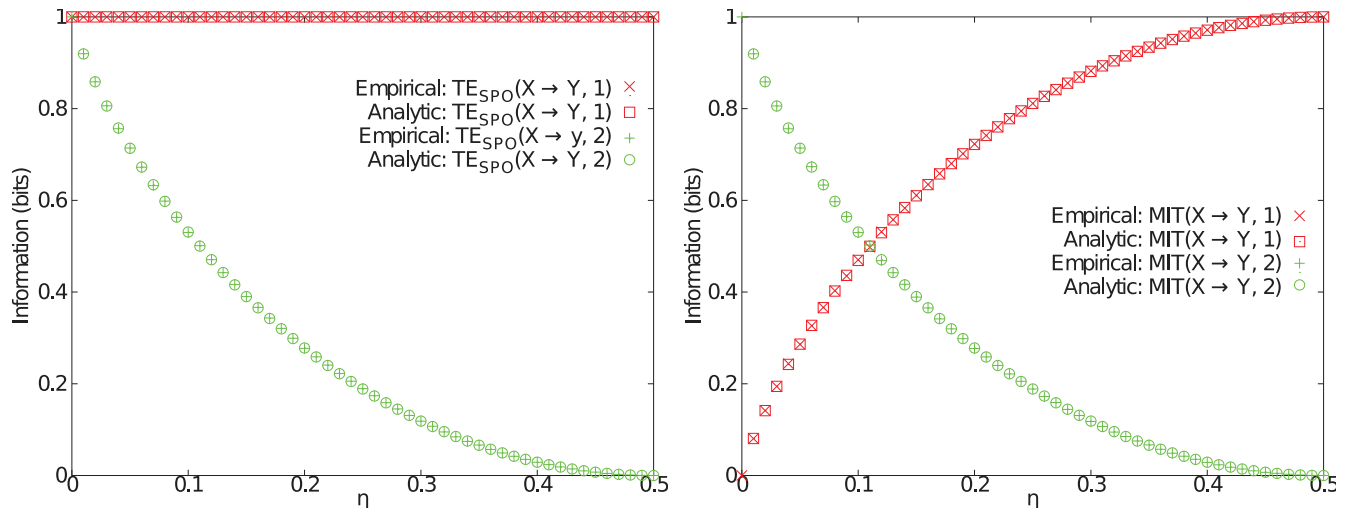 1
0.8
0.6
0.4
0.2
0
Information (bits)
0
0.1
0.2
0.3
0.4
0.5
η
Empirical: TE_SPO(X → Y, 1)
Analytic: TE_SPO(X → Y, 1)
Empirical: TE_SPO(X → y, 2)
Analytic: TE_SPO(X → Y, 2)
1
0.8
0.6
0.4
0.2
0
Information (bits)
0
0.1
0.2
0.3
0.4
0.5
η
Empirical: MIT(X → Y, 1)
Analytic: MIT(X → Y, 1)
Empirical: MIT(X → Y, 2)
Analytic: MIT(X → Y, 2)